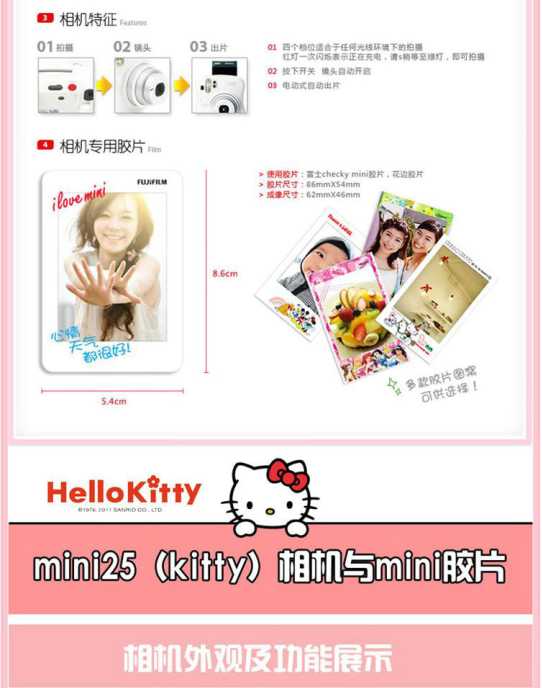 3 相机特征 Features
01 拍摄 02 镜头 03 出片
01 四个档位适合于任何光线环境下的拍摄
红灯一次闪烁表示正在充电，请s稍等至绿灯，即可拍摄
02 按下开关 镜头自动开启
03 电动式自动出片
4 相机专用胶片 Film
FUJIFILM
i love mini
心情
天气
都很好!
8.6cm
5.4cm
> 使用胶片：富士checky mini胶片，花边胶片
> 胶片尺寸：86mmX54mm
> 成像尺寸：62mmX46mm
多款胶片图案
可供选择！
HelloKitty
©1976, 2011 SANRIO CO., LTD
mini25（kitty）相机与mini胶片
相机外观及功能展示